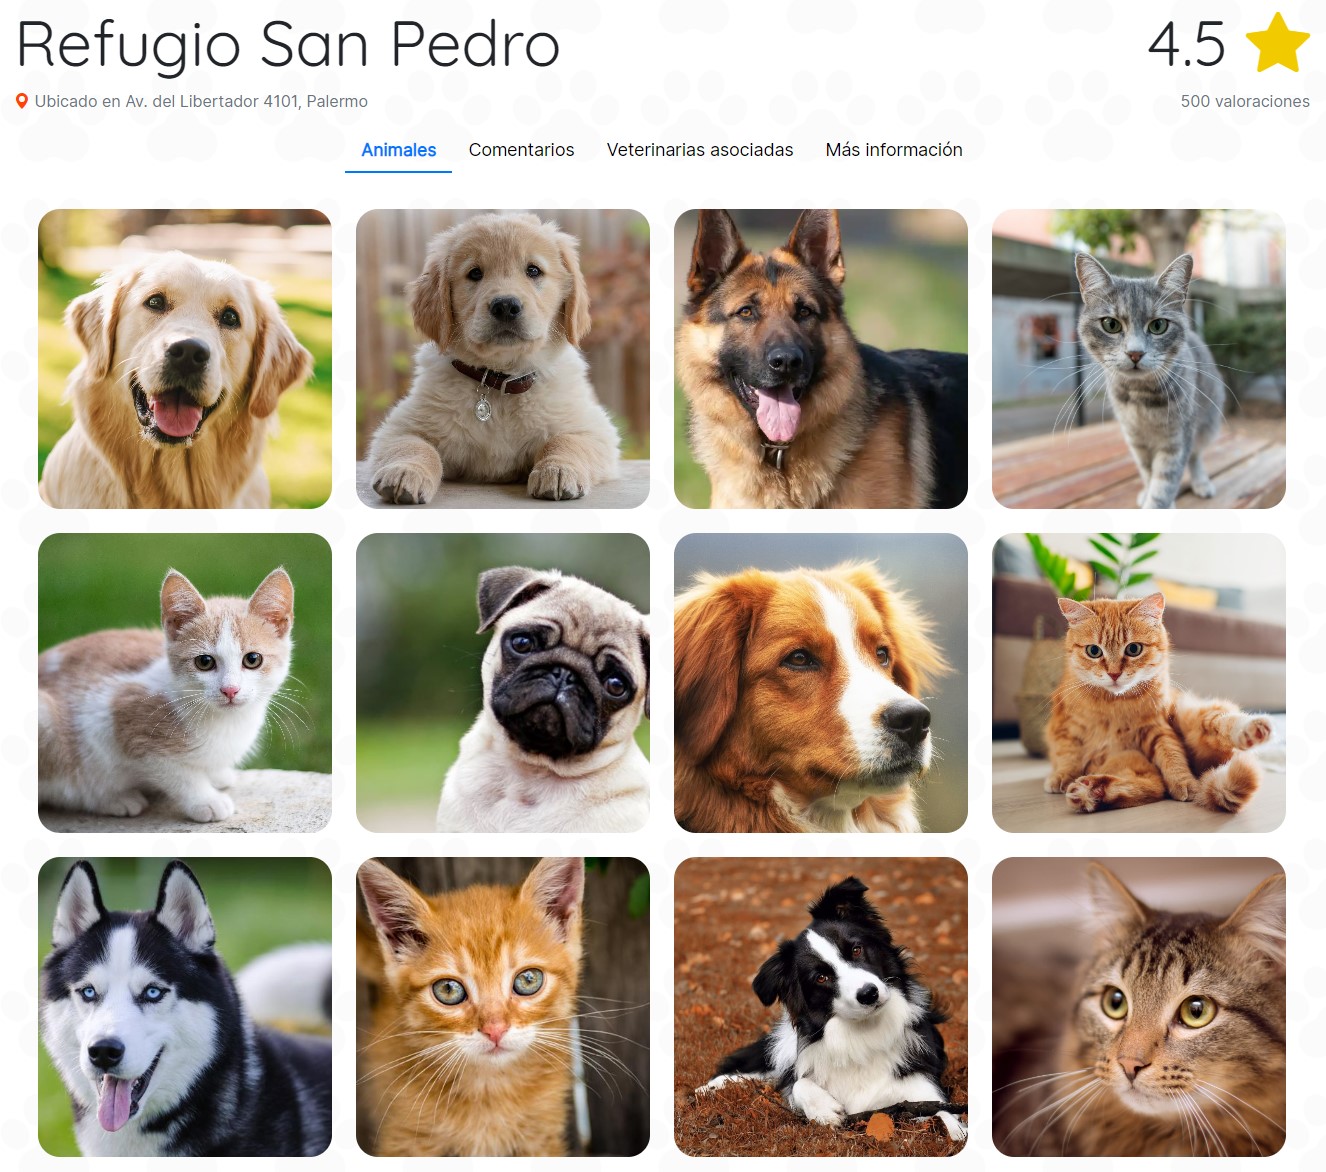 Refugio San Pedro
4.5
Ubicado en Av. del Libertador 4101, Palermo
500 valoraciones
Animales
Comentarios
Veterinarias asociadas
Más información